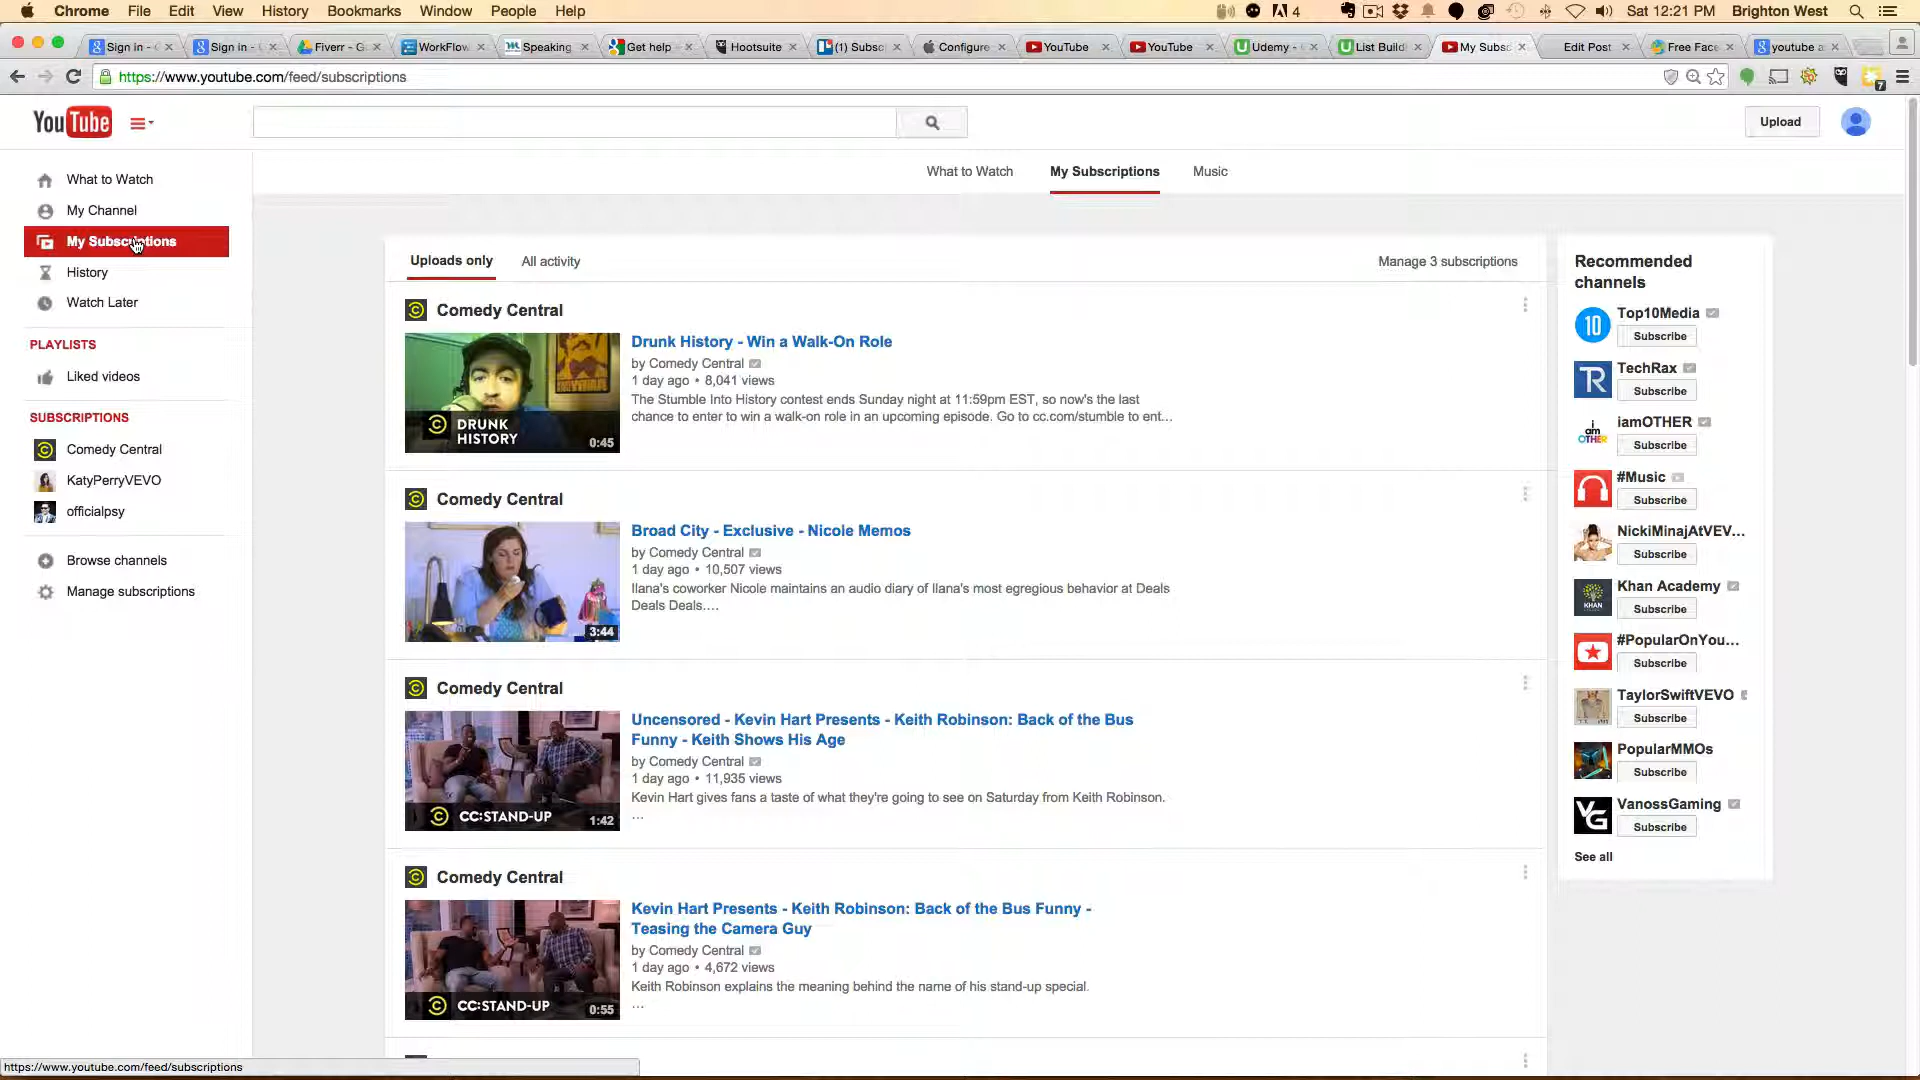 Chrome File Edit View History Bookmarks Window People Help 4 Sat 12:21 PM Brighton West
Sign in - Sign in - Fiverr - G WorkFlow Speaking Get help - Hootsuite (1) Subsc Configure YouTube YouTube Udemy - List Build My Subsc Edit Post Free Face youtube a
https://www.youtube.com/feed/subscriptions
7
YouTube
Upload
What to Watch My Subscriptions Music
What to Watch
My Channel
My Subscriptions
History
Watch Later
PLAYLISTS
Liked videos
SUBSCRIPTIONS
Comedy Central
KatyPerryVEVO
officialpsy
Browse channels
Manage subscriptions
Uploads only All activity Manage 3 subscriptions
Comedy Central
DRUNK
HISTORY
0:45
Drunk History - Win a Walk-On Role
by Comedy Central
1 day ago • 8,041 views
The Stumble Into History contest ends Sunday night at 11:59pm EST, so now's the last
chance to enter to win a walk-on role in an upcoming episode. Go to cc.com/stumble to ent...
Comedy Central
3:44
Broad City - Exclusive - Nicole Memos
by Comedy Central
1 day ago • 10,507 views
Ilana's coworker Nicole maintains an audio diary of Ilana's most egregious behavior at Deals
Deals Deals....
Comedy Central
CC:STAND-UP
1:42
Uncensored - Kevin Hart Presents - Keith Robinson: Back of the Bus
Funny - Keith Shows His Age
by Comedy Central
1 day ago • 11,935 views
Kevin Hart gives fans a taste of what they're going to see on Saturday from Keith Robinson.
...
Comedy Central
CC:STAND-UP
0:55
Kevin Hart Presents - Keith Robinson: Back of the Bus Funny -
Teasing the Camera Guy
by Comedy Central
1 day ago • 4,672 views
Keith Robinson explains the meaning behind the name of his stand-up special.
...
Recommended
channels
10
Top10Media
Subscribe
TechRax
Subscribe
i am OTHER
iamOTHER
Subscribe
#Music
Subscribe
NickiMinajAtVEV...
Subscribe
KHAN
Khan Academy
Subscribe
#PopularOnYou...
Subscribe
TaylorSwiftVEVO
Subscribe
PopularMMOs
Subscribe
VG
VanossGaming
Subscribe
See all
https://www.youtube.com/feed/subscriptions